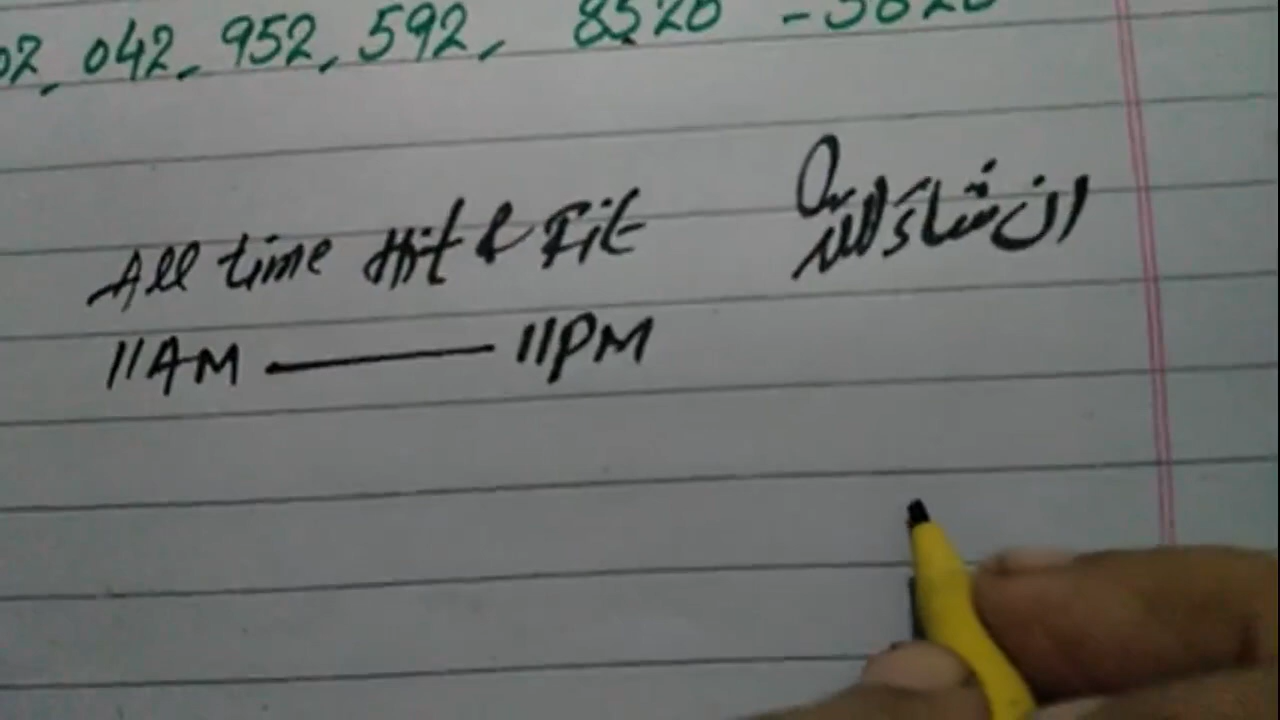 042, 952, 592, 8520
All time Hit & Fit ان شاءَ اللہ
11AM —— 11PM